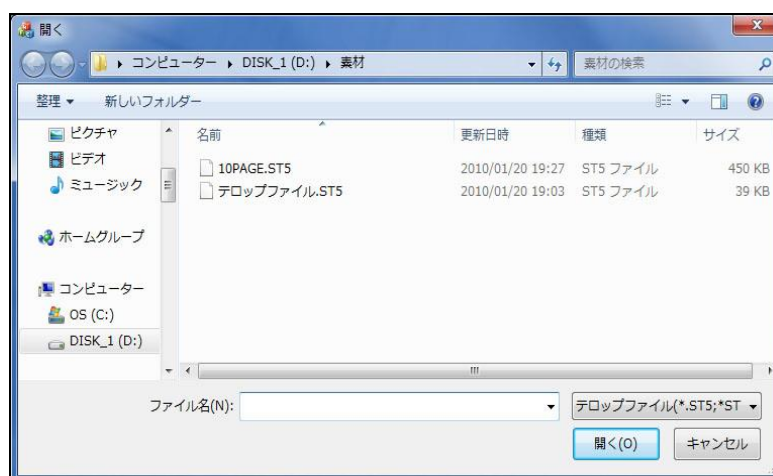 開く
コンピューター ▸ DISK_1 (D:) ▸ 素材
素材の検索
整理 ▼ 新しいフォルダー
ピクチャ
ビデオ
ミュージック
ホームグループ
コンピューター
OS (C:)
DISK_1 (D:)
名前 更新日時 種類 サイズ
10PAGE.ST5 2010/01/20 19:27 ST5 ファイル 450 KB
テロップファイル.ST5 2010/01/20 19:03 ST5 ファイル 39 KB
ファイル名(N):
テロップファイル(*.ST5;*ST
開く(O) キャンセル